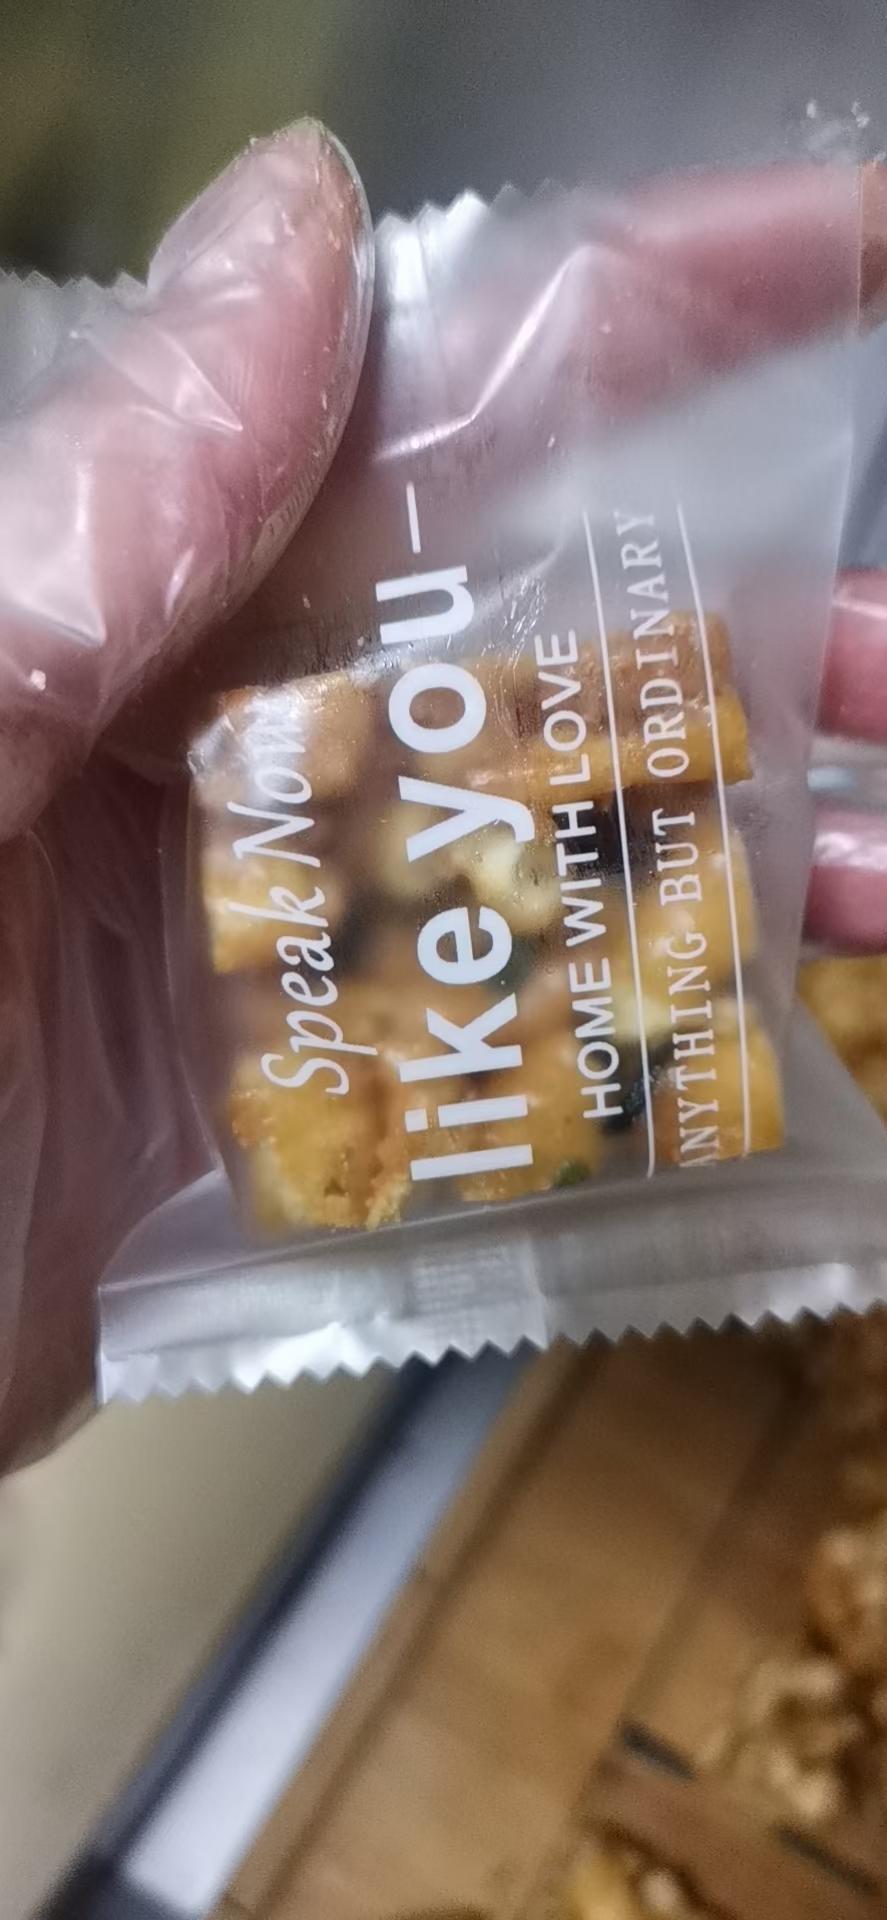 Speak Now
like you—
HOME WITH LOVE
ANYTHING BUT ORDINARY